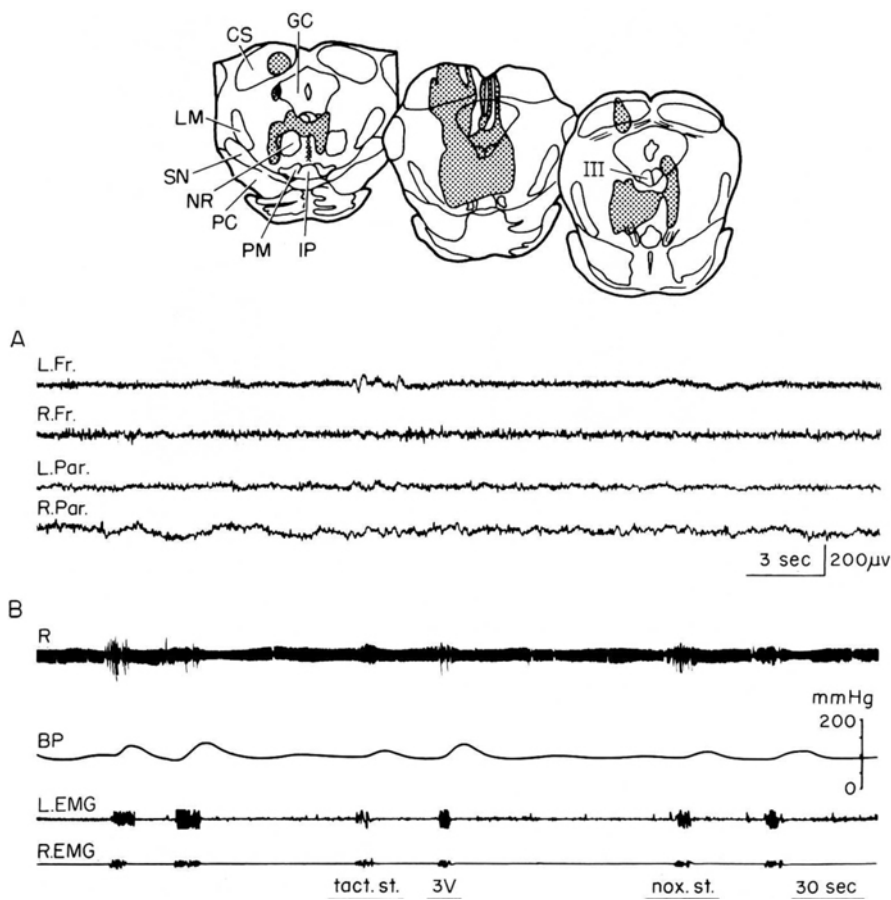 GC
CS
LM
SN
NR
PC
PM IP
III
A
L.Fr.
R.Fr.
L.Par.
R.Par.
3 sec 200µv
B
R
mmHg
200
BP
0
L.EMG
R.EMG
tact. st. 3V nox. st. 30 sec